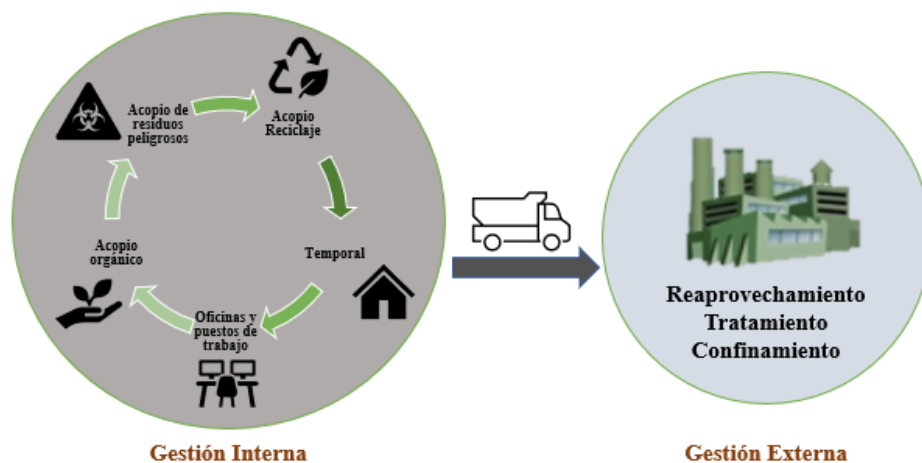 Acopio de
residuos
peligrosos
Acopio
Reciclaje
Temporal
Oficinas y
puestos de
trabajo
Acopio
orgánico
Reaprovechamiento
Tratamiento
Confinamiento
Gestión Interna
Gestión Externa